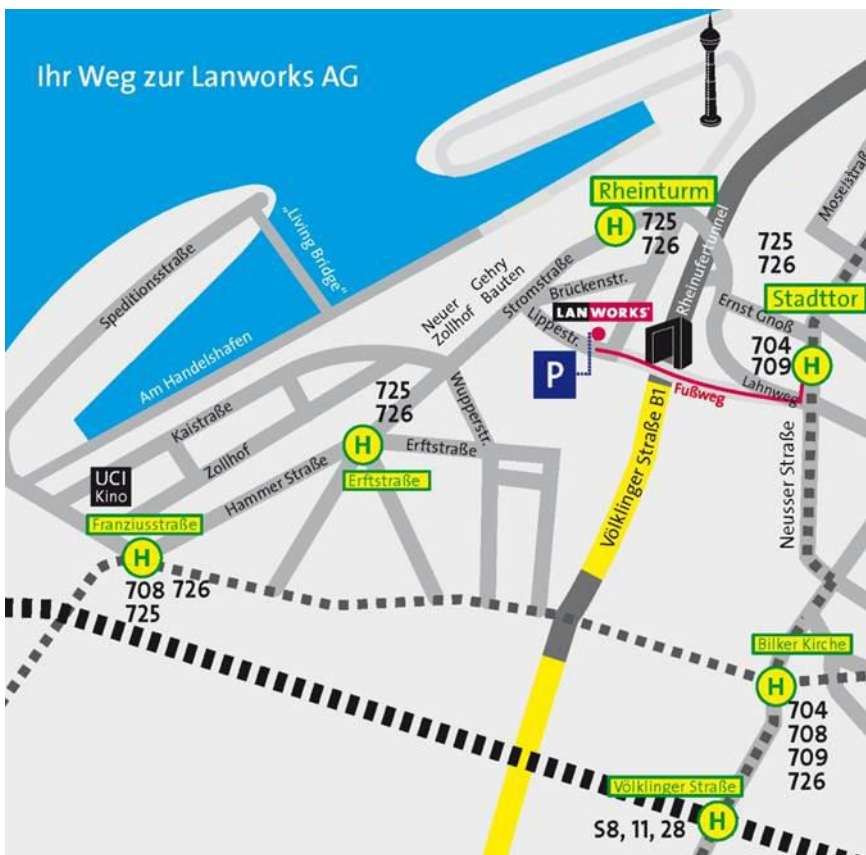 Ihr Weg zur Lanworks AG
Moselstraße
Rheinturm
H
725
726
„Living Bridge“
Speditionsstraße
Rheinufertunnel
725
726
Stadttor
Gehry
Bauten
Neuer
Zollhof
Stromstraße
Brückenstr.
Ernst Gnoß
LANWORKS®
Lippestr.
704
709
H
Am Handelshafen
P
Fußweg
Lahnweg
725
726
Kaistraße
Wupperstr.
Völklinger Straße B1
Zollhof
H
Erftstraße
Erftstraße
Hammer Straße
UCI
Kino
Neusser Straße
Franziusstraße
H
708 726
725
Bilker Kirche
H
704
708
709
726
Völklinger Straße
S8, 11, 28
H